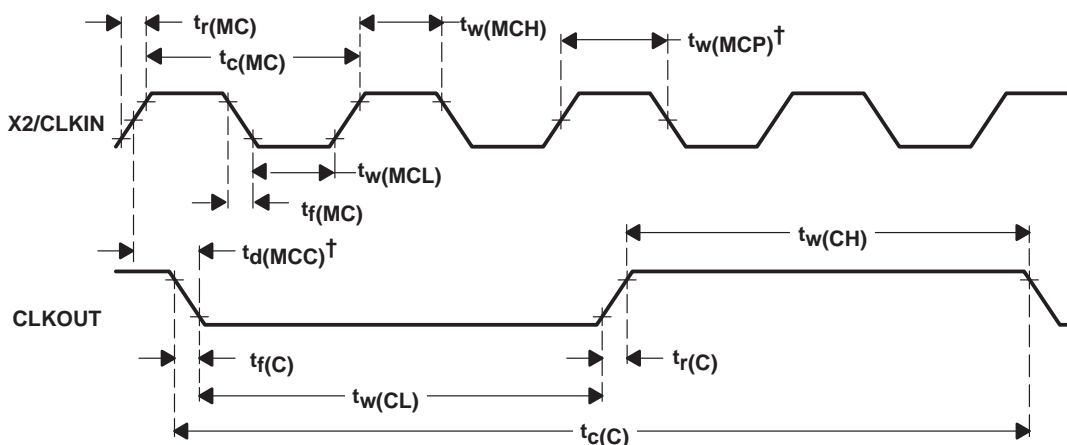 tr(MC)
tw(MCH)
tw(MCP)†
tc(MC)
X2/CLKIN
tw(MCL)
tf(MC)
tw(CH)
td(MCC)†
CLKOUT
tf(C)
tr(C)
tw(CL)
tc(C)